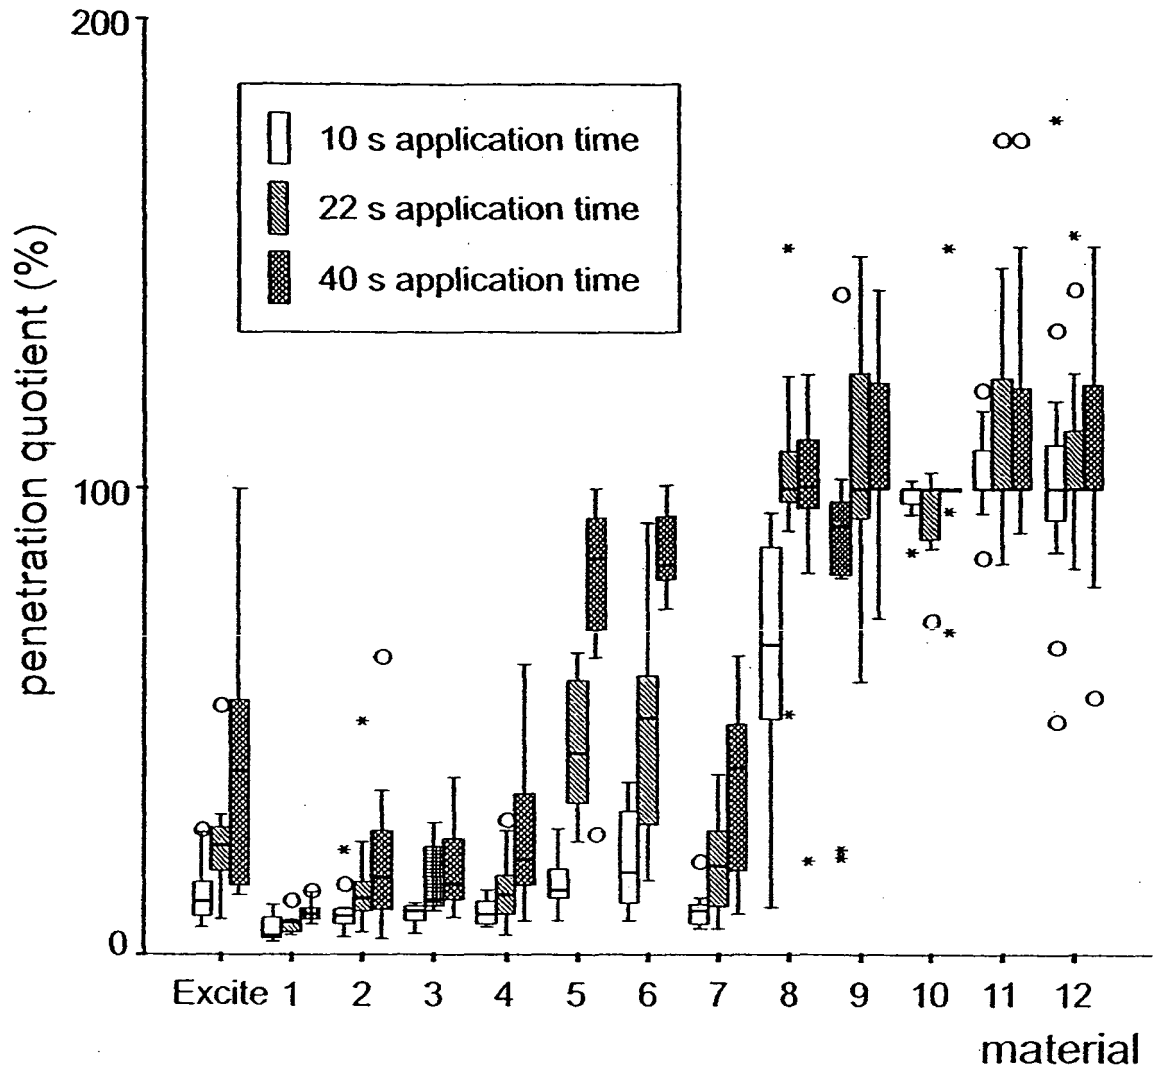 200
10 s application time
22 s application time
40 s application time
penetration quotient (%)
100
0
Excite 1 2 3 4 5 6 7 8 9 10 11 12
material